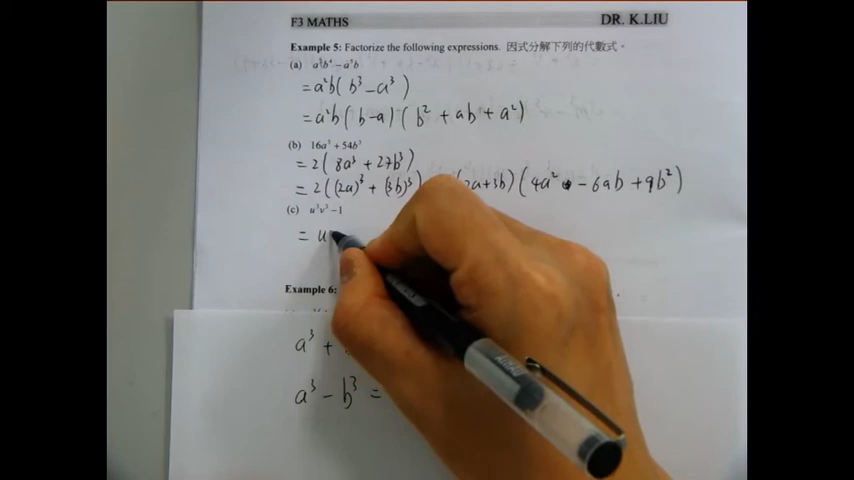 F3 MATHS DR. K.LIU
Example 5: Factorize the following expressions. 因式分解下列的代數式。
(a) a²b⁴ − a⁵b
= a²b( b³ − a³ )
= a²b( b−a)( b² + ab + a²)
(b) 16a³ + 54b³
= 2( 8a³ + 27b³)
= 2((2a)³ + (3b)³) 2a+3b)(4a² − 6ab + 9b²)
(c) u³v³ − 1
= u
Example 6:
a³ +
a³ − b³ =